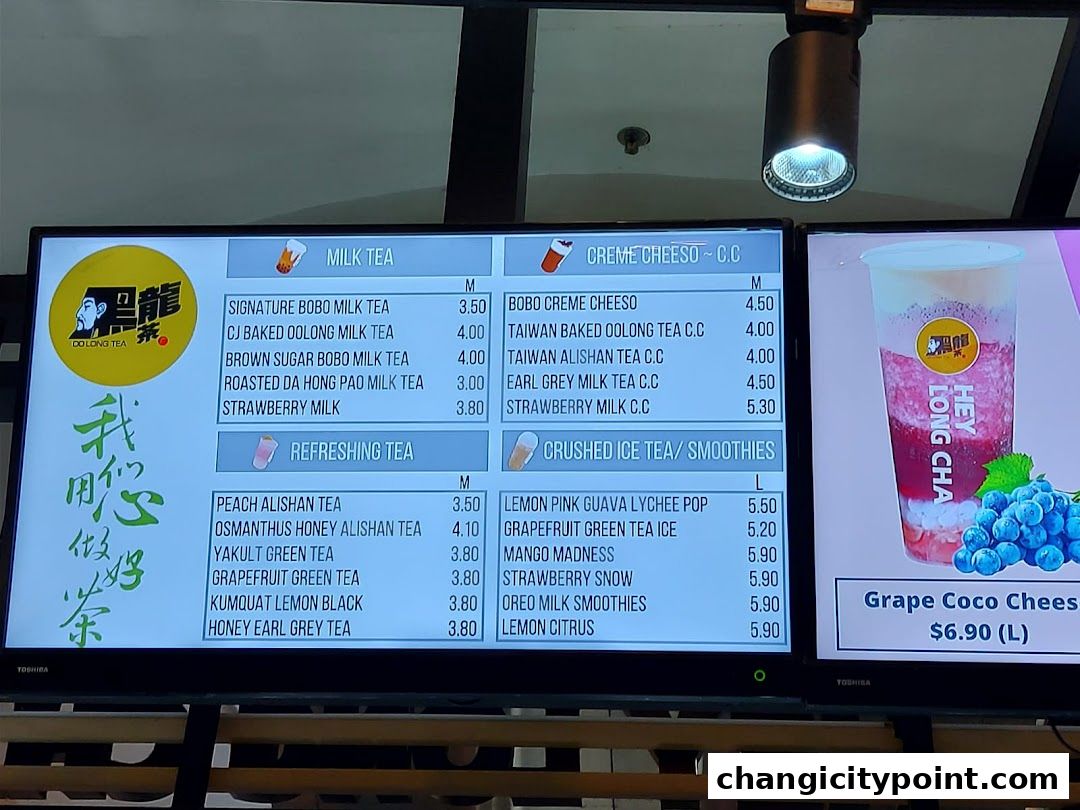 黑龍茶
OO LONG TEA
我們
用心
做好
茶
MILK TEA
M
SIGNATURE BOBO MILK TEA 3.50
CJ BAKED OOLONG MILK TEA 4.00
BROWN SUGAR BOBO MILK TEA 4.00
ROASTED DA HONG PAO MILK TEA 3.00
STRAWBERRY MILK 3.80
CREME CHEESO ~ C.C
M
BOBO CREME CHEESO 4.50
TAIWAN BAKED OOLONG TEA C.C 4.00
TAIWAN ALISHAN TEA C.C 4.00
EARL GREY MILK TEA C.C 4.50
STRAWBERRY MILK C.C 5.30
REFRESHING TEA
M
PEACH ALISHAN TEA 3.50
OSMANTHUS HONEY ALISHAN TEA 4.10
YAKULT GREEN TEA 3.80
GRAPEFRUIT GREEN TEA 3.80
KUMQUAT LEMON BLACK 3.80
HONEY EARL GREY TEA 3.80
CRUSHED ICE TEA/ SMOOTHIES
L
LEMON PINK GUAVA LYCHEE POP 5.50
GRAPEFRUIT GREEN TEA ICE 5.20
MANGO MADNESS 5.90
STRAWBERRY SNOW 5.90
OREO MILK SMOOTHIES 5.90
LEMON CITRUS 5.90
TOSHIBA
黑龍茶
HEY
LONG CHA
Grape Coco Chees
$6.90 (L)
TOSHIBA
changicitypoint.com